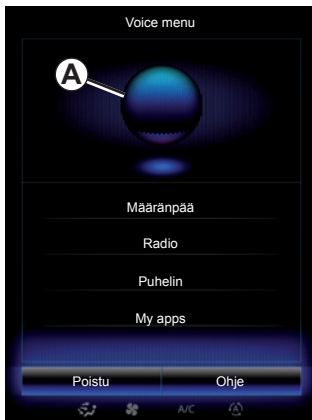 Voice menu
A
Määränpää
Radio
Puhelin
My apps
Poistu Ohje
A/C A